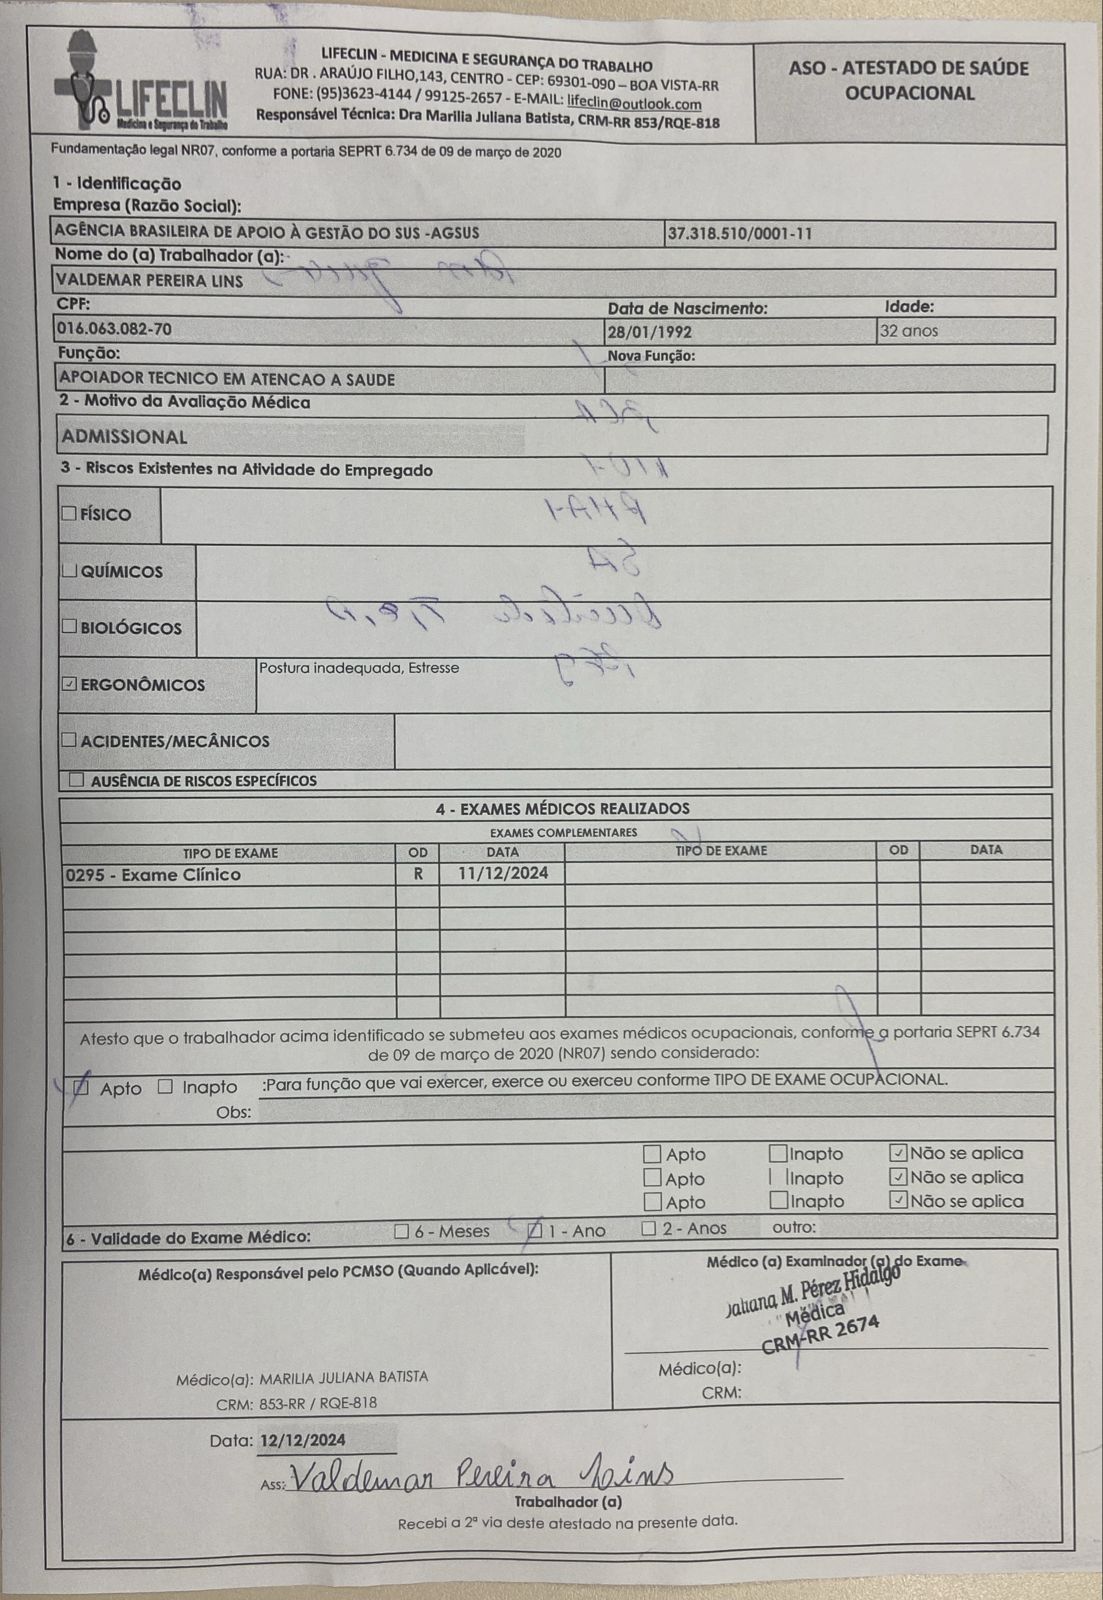 LIFECLIN
Medicina e Segurança do Trabalho
LIFECLIN - MEDICINA E SEGURANÇA DO TRABALHO
RUA: DR . ARAÚJO FILHO,143, CENTRO - CEP: 69301-090 – BOA VISTA-RR
FONE: (95)3623-4144 / 99125-2657 - E-MAIL: lifeclin@outlook.com
Responsável Técnica: Dra Marilia Juliana Batista, CRM-RR 853/RQE-818
ASO - ATESTADO DE SAÚDE
OCUPACIONAL
Fundamentação legal NR07, conforme a portaria SEPRT 6.734 de 09 de março de 2020
1 - Identificação
Empresa (Razão Social):
AGÊNCIA BRASILEIRA DE APOIO À GESTÃO DO SUS -AGSUS 37.318.510/0001-11
Nome do (a) Trabalhador (a):
VALDEMAR PEREIRA LINS
CPF: Data de Nascimento: Idade:
016.063.082-70 28/01/1992 32 anos
Função: Nova Função:
APOIADOR TECNICO EM ATENCAO A SAUDE
2 - Motivo da Avaliação Médica
ADMISSIONAL
3 - Riscos Existentes na Atividade do Empregado
☐ FÍSICO
☐ QUÍMICOS
☐ BIOLÓGICOS
☑ ERGONÔMICOS Postura inadequada, Estresse
☐ ACIDENTES/MECÂNICOS
☐ AUSÊNCIA DE RISCOS ESPECÍFICOS
4 - EXAMES MÉDICOS REALIZADOS
EXAMES COMPLEMENTARES
TIPO DE EXAME OD DATA TIPO DE EXAME OD DATA
0295 - Exame Clínico R 11/12/2024
Atesto que o trabalhador acima identificado se submeteu aos exames médicos ocupacionais, conforme a portaria SEPRT 6.734
de 09 de março de 2020 (NR07) sendo considerado:
☑ Apto ☐ Inapto :Para função que vai exercer, exerce ou exerceu conforme TIPO DE EXAME OCUPACIONAL.
Obs:
☐ Apto ☐ Inapto ☑ Não se aplica
☐ Apto ☐ Inapto ☑ Não se aplica
☐ Apto ☐ Inapto ☑ Não se aplica
6 - Validade do Exame Médico: ☐ 6 - Meses ☑ 1 - Ano ☐ 2 - Anos outro:
Médico(a) Responsável pelo PCMSO (Quando Aplicável):
Médico(a): MARILIA JULIANA BATISTA
CRM: 853-RR / RQE-818
Médico (a) Examinador (a) do Exame
Juliana M. Pérez Hidalgo
Médica
CRM-RR 2674
Médico(a):
CRM:
Data: 12/12/2024
Ass: Valdemar Pereira Lins
Trabalhador (a)
Recebi a 2ª via deste atestado na presente data.